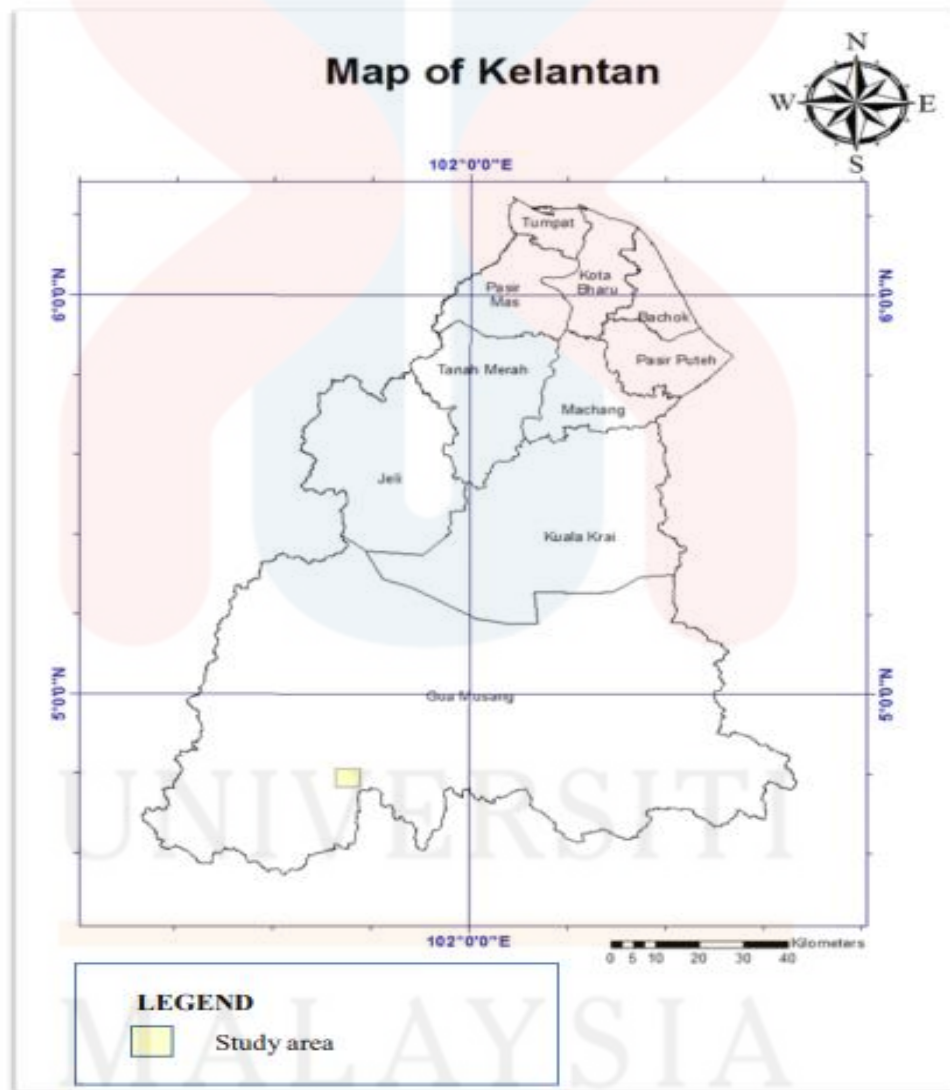 Map of Kelantan
N
W E
S
102°0'0"E
Tumpat
Kota
Bharu
Pasir
Mas
6°0'0"N
6°0'0"N
Bachok
Pasir Puteh
Tanah Merah
Machang
Jeli
Kuala Krai
5°0'0"N
Gua Musang
5°0'0"N
UNIVERSITI
102°0'0"E
Kilometers
0 5 10 20 30 40
LEGEND
Study area
MALAYSIA